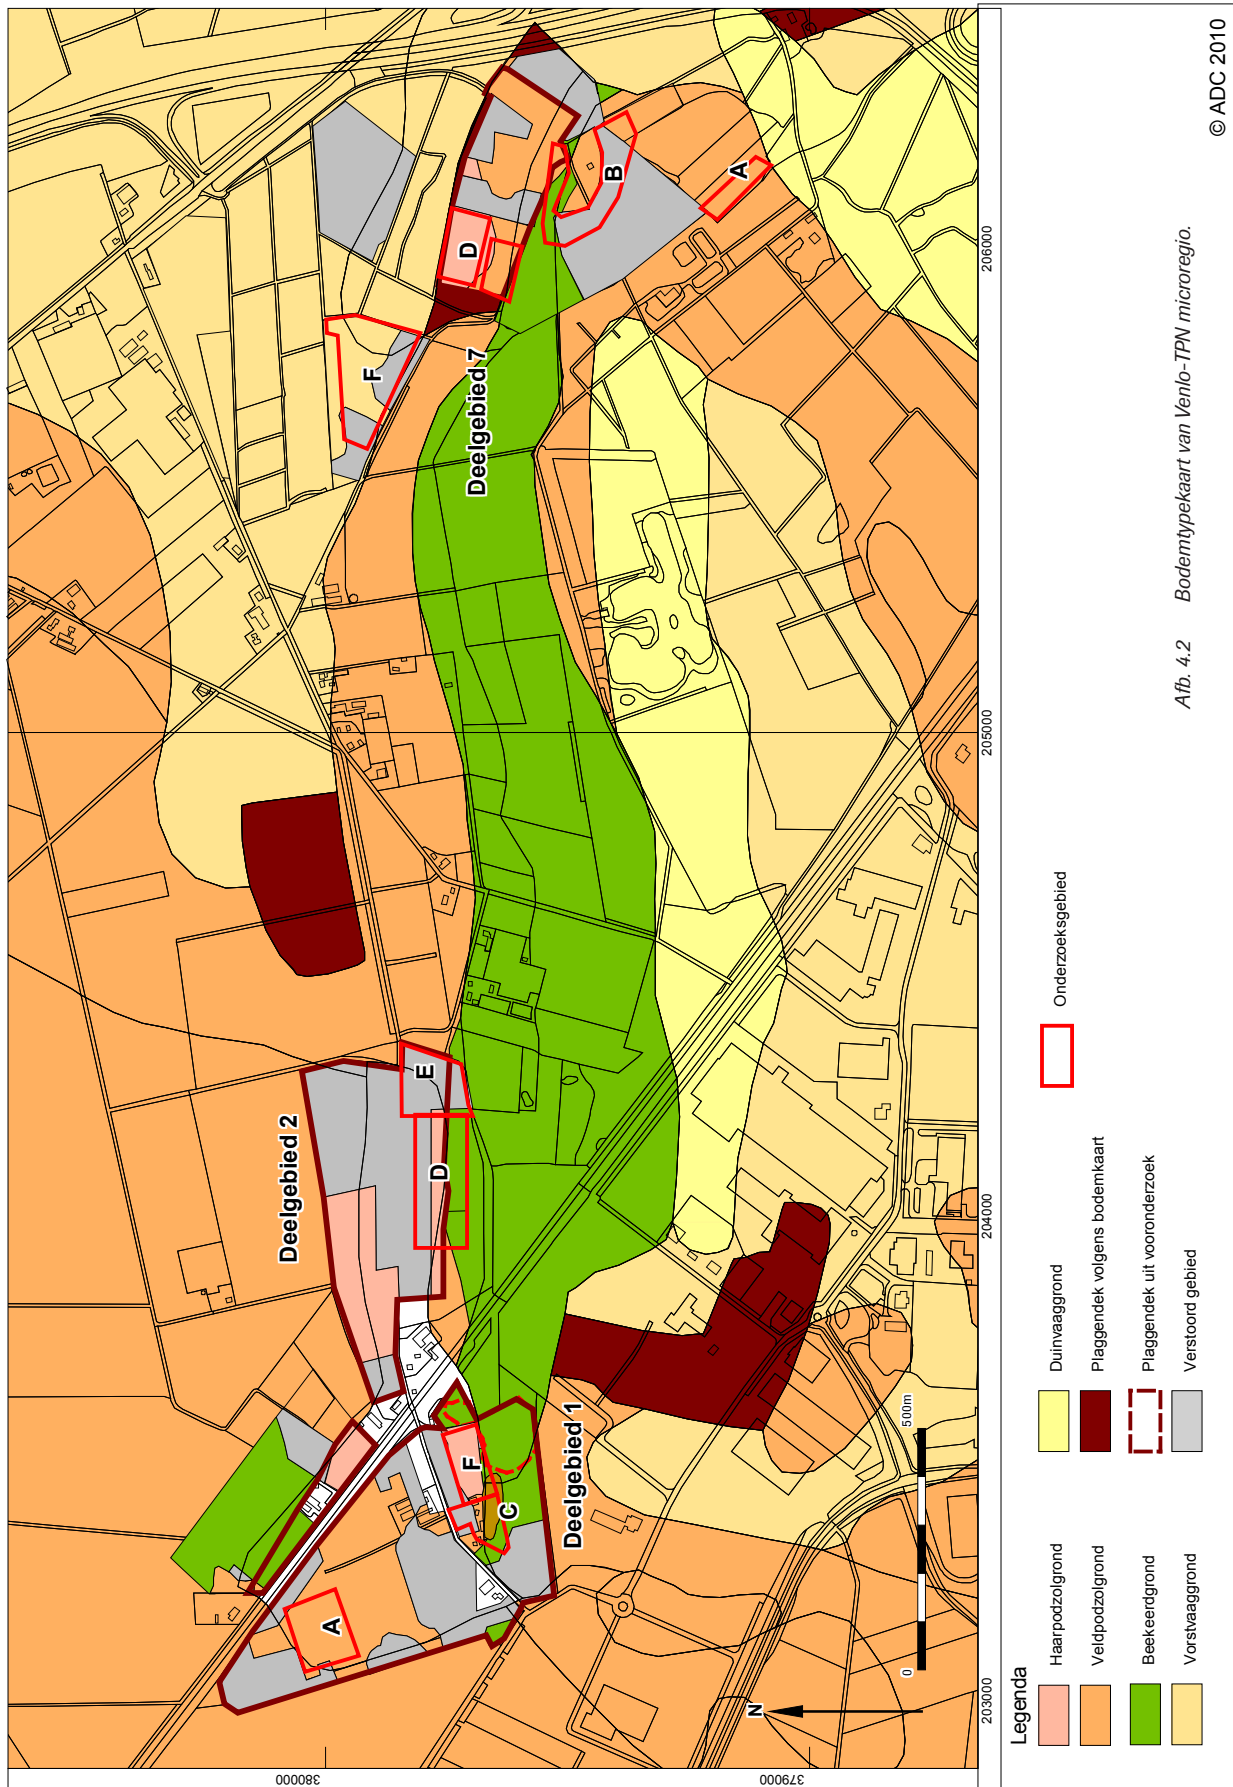 Deelgebied 2
Deelgebied 1
Deelgebied 7
A
F
C
D
E
F
D
B
A
N
0
500m
203000
204000
205000
206000
380000
379000
Legenda
Haarpodzolgrond
Veldpodzolgrond
Beekeerdgrond
Vorstvaaggrond
Duinvaaggrond
Plaggendek volgens bodemkaart
Plaggendek uit vooronderzoek
Verstoord gebied
Onderzoeksgebied
Afb. 4.2 Bodemtypekaart van Venlo-TPN microregio.
© ADC 2010